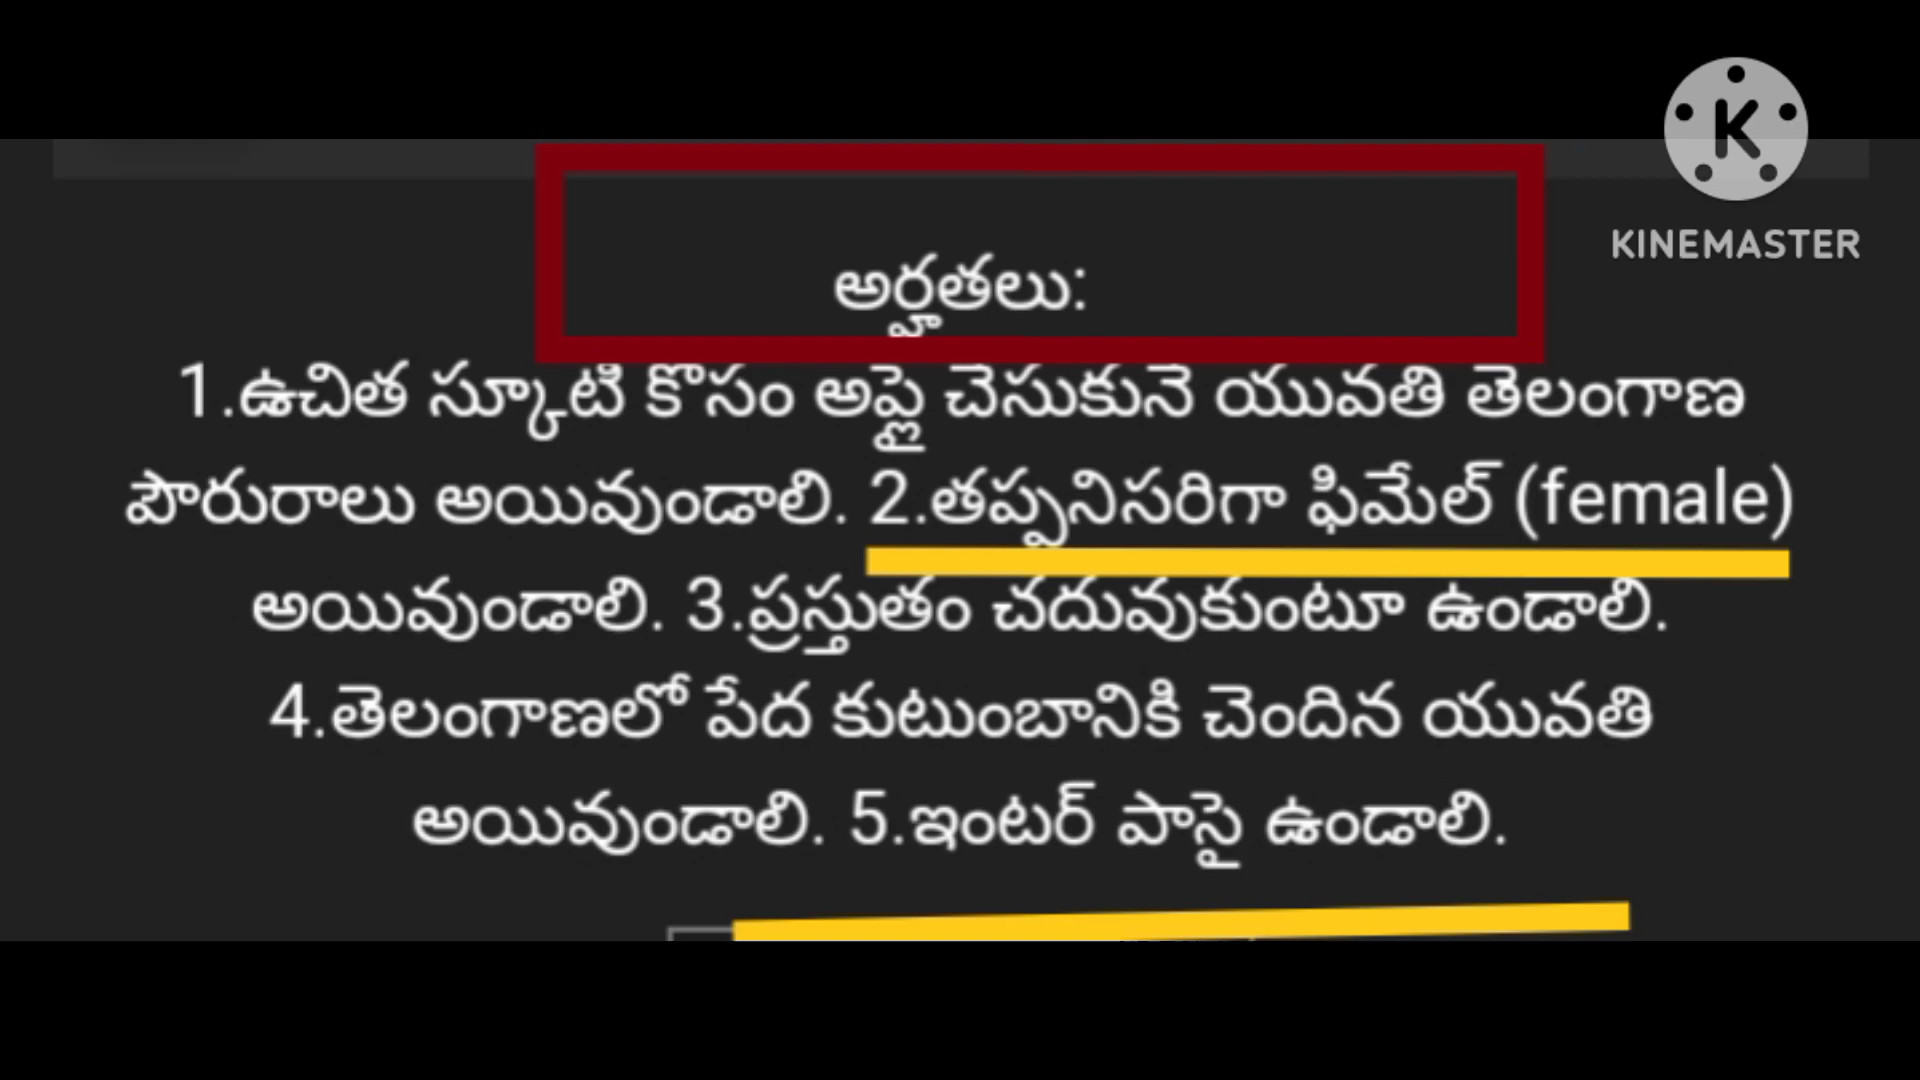 KINEMASTER
అర్హతలు:
1.ఉచిత స్కూటీ కోసం అప్లై చేసుకునే యువతి తెలంగాణ
పౌరురాలు అయివుండాలి. 2.తప్పనిసరిగా ఫిమేల్ (female)
అయివుండాలి. 3.ప్రస్తుతం చదువుకుంటూ ఉండాలి.
4.తెలంగాణలో పేద కుటుంబానికి చెందిన యువతి
అయివుండాలి. 5.ఇంటర్ పాసై ఉండాలి.